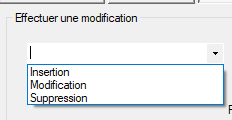 Effectuer une modification
Insertion
Modification
Suppression